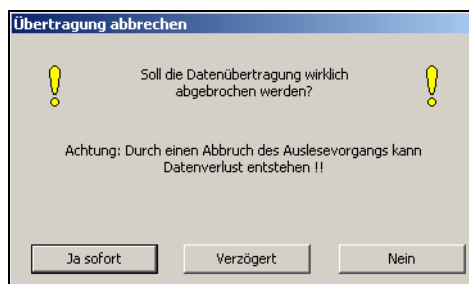 Übertragung abbrechen
Soll die Datenübertragung wirklich
abgebrochen werden?
Achtung: Durch einen Abbruch des Auslesevorgangs kann
Datenverlust entstehen !!
Ja sofort
Verzögert
Nein